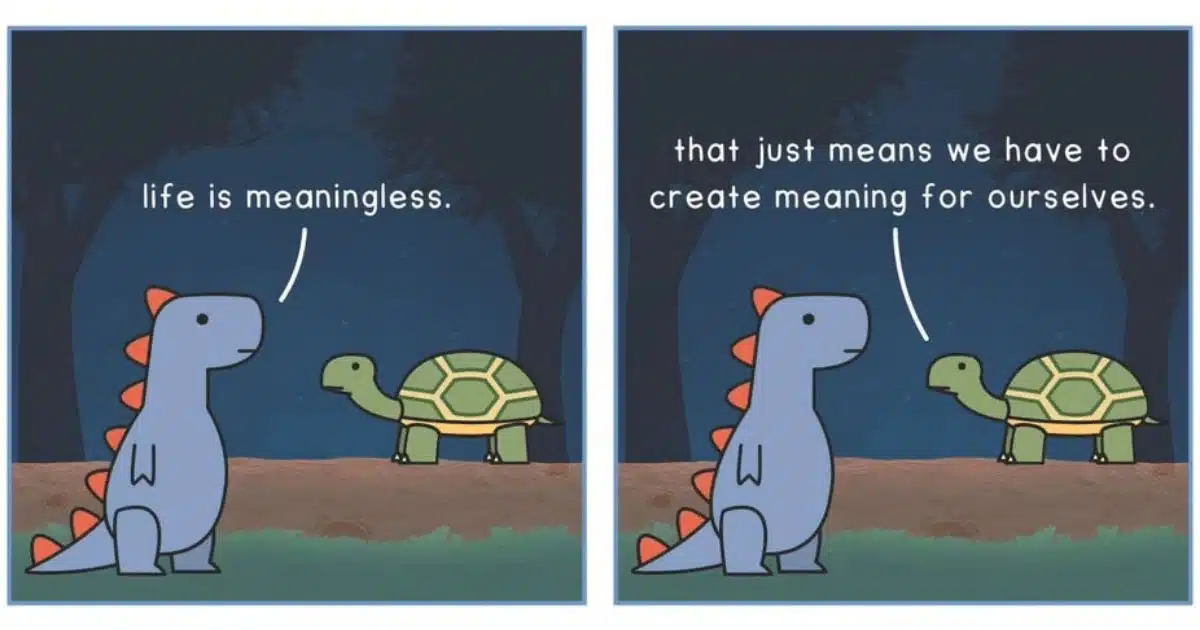 life is meaningless.
that just means we have to
create meaning for ourselves.